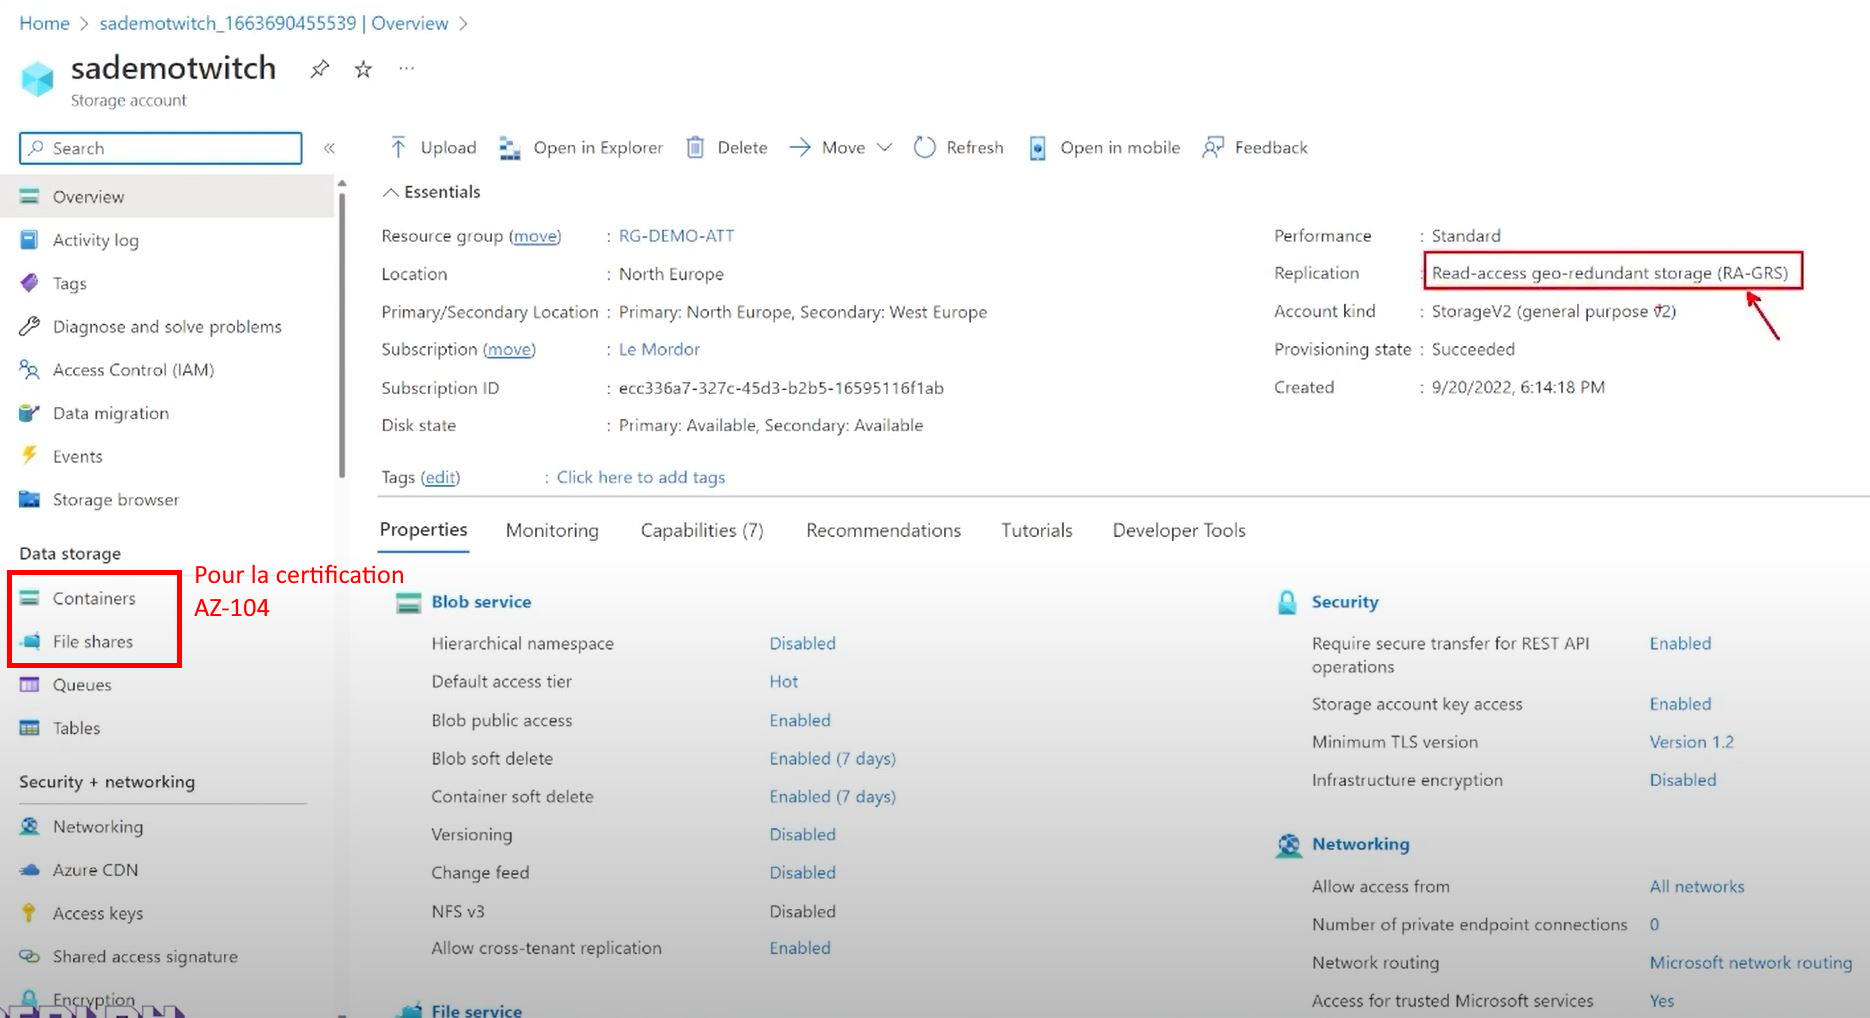 Home > sademotwitch_1663690455539 | Overview >
sademotwitch
Storage account
Search
«
Upload
Open in Explorer
Delete
Move
Refresh
Open in mobile
Feedback
Overview
Activity log
Tags
Diagnose and solve problems
Access Control (IAM)
Data migration
Events
Storage browser
Data storage
Containers
File shares
Pour la certification
AZ-104
Queues
Tables
Security + networking
Networking
Azure CDN
Access keys
Shared access signature
Encryption
Essentials
Resource group (move) : RG-DEMO-ATT
Location : North Europe
Primary/Secondary Location : Primary: North Europe, Secondary: West Europe
Subscription (move) : Le Mordor
Subscription ID : ecc336a7-327c-45d3-b2b5-16595116f1ab
Disk state : Primary: Available, Secondary: Available
Tags (edit) : Click here to add tags
Performance : Standard
Replication : Read-access geo-redundant storage (RA-GRS)
Account kind : StorageV2 (general purpose v2)
Provisioning state : Succeeded
Created : 9/20/2022, 6:14:18 PM
Properties
Monitoring
Capabilities (7)
Recommendations
Tutorials
Developer Tools
Blob service
Hierarchical namespace Disabled
Default access tier Hot
Blob public access Enabled
Blob soft delete Enabled (7 days)
Container soft delete Enabled (7 days)
Versioning Disabled
Change feed Disabled
NFS v3 Disabled
Allow cross-tenant replication Enabled
File service
Security
Require secure transfer for REST API Enabled
operations
Storage account key access Enabled
Minimum TLS version Version 1.2
Infrastructure encryption Disabled
Networking
Allow access from All networks
Number of private endpoint connections 0
Network routing Microsoft network routing
Access for trusted Microsoft services Yes